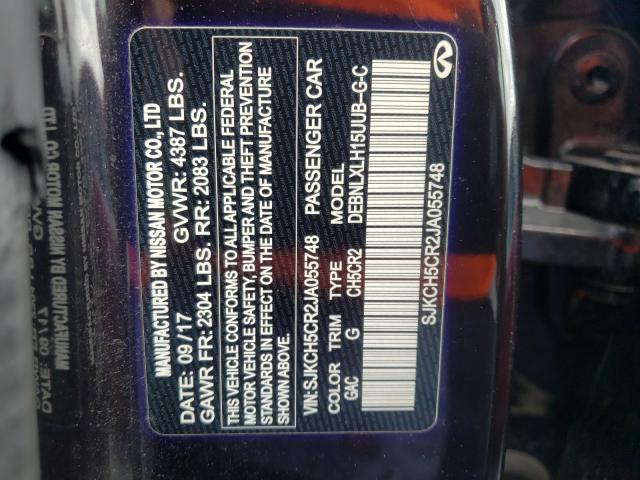 MANUFACTURED BY NISSAN MOTOR CO., LTD
DATE: 09/17 GVWR: 4387 LBS.
GAWR FR: 2304 LBS. RR: 2083 LBS.
THIS VEHICLE CONFORMS TO ALL APPLICABLE FEDERAL
MOTOR VEHICLE SAFETY, BUMPER AND THEFT PREVENTION
STANDARDS IN EFFECT ON THE DATE OF MANUFACTURE
SHOWN ABOVE.
VIN:SJKCH5CR2JA055748 PASSENGER CAR
COLOR TRIM TYPE MODEL
GAC G CH5CR2 DEBNLXLH15UUB-G-C
SJKCH5CR2JA055748